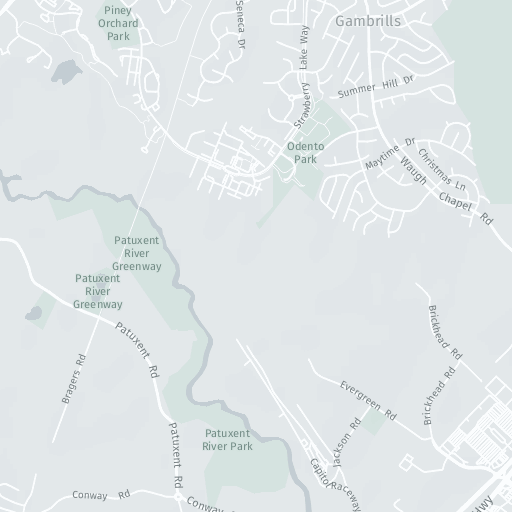 Piney
Orchard
Park
Seneca Dr
Gambrills
Strawberry Lake Way
Summer Hill Dr
Odento
Park
Maytime Dr
Christmas Ln
Waugh Chapel Rd
Patuxent
River
Greenway
Patuxent
River
Greenway
Patuxent Rd
Bragers Rd
Brickhead Rd
Brickhead Rd
Evergreen Rd
Jackson Rd
Capitol Raceway
Patuxent Rd
Patuxent
River Park
Conway Rd
Conway
Hwy